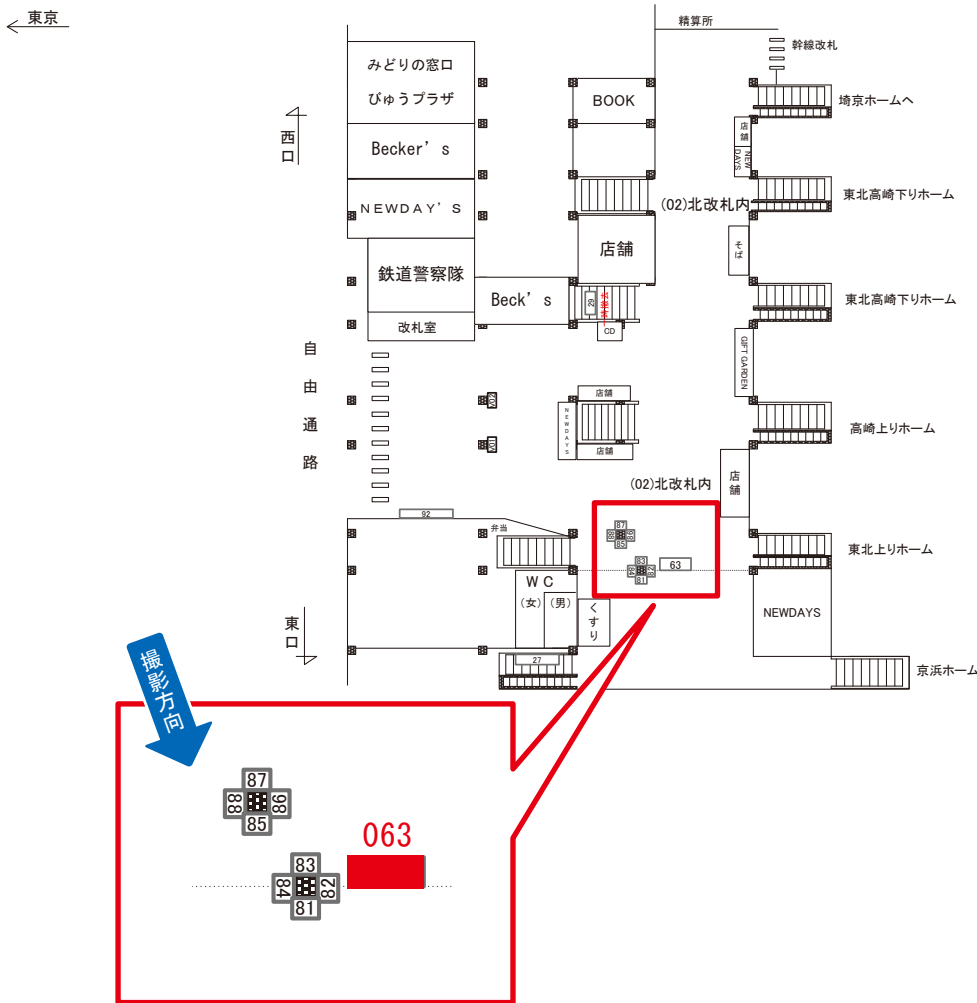 東京
精算所
幹線改札
みどりの窓口
びゅうプラザ
BOOK
埼京ホームへ
西口
Becker's
店舗
NEW DAYS
NEWDAY'S
(02)北改札内
東北高崎下りホーム
店舗
そば
鉄道警察隊
Beck's
29
CD
東北高崎下りホーム
改札室
GIFT GARDEN
自由通路
店舗
V02
NEWDAYS
高崎上りホーム
V01
店舗
(02)北改札内
店舗
92
弁当
87
88
86
85
東北上りホーム
83
84
82
81
63
WC
(女)
(男)
くすり
NEWDAYS
東口
27
京浜ホーム
撮影方向
87
88
86
85
063
83
84
82
81